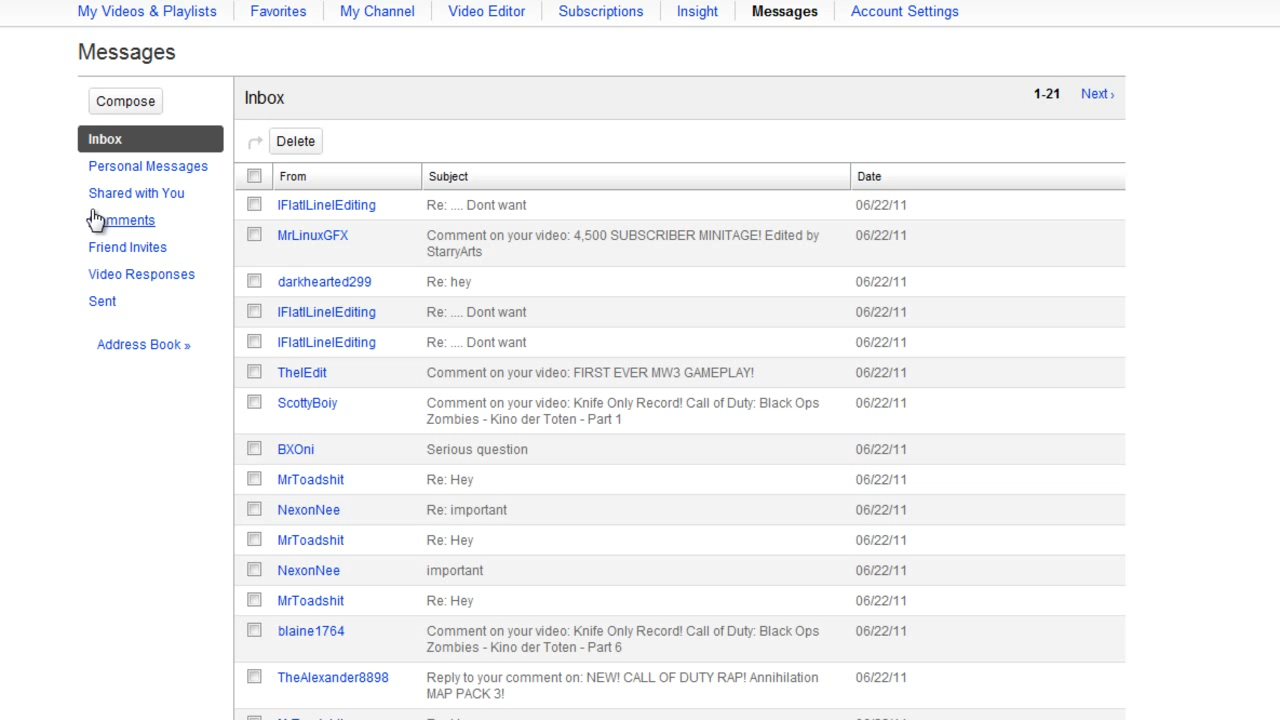 My Videos & Playlists Favorites My Channel Video Editor Subscriptions Insight Messages Account Settings
Messages
Compose
Inbox
Personal Messages
Shared with You
mments
Friend Invites
Video Responses
Sent
Address Book »
Inbox 1-21 Next ›
Delete
From Subject Date
IFlatlLinelEditing Re: .... Dont want 06/22/11
MrLinuxGFX Comment on your video: 4,500 SUBSCRIBER MINITAGE! Edited by 06/22/11
StarryArts
darkhearted299 Re: hey 06/22/11
IFlatlLinelEditing Re: .... Dont want 06/22/11
IFlatlLinelEditing Re: .... Dont want 06/22/11
ThelEdit Comment on your video: FIRST EVER MW3 GAMEPLAY! 06/22/11
ScottyBoiy Comment on your video: Knife Only Record! Call of Duty: Black Ops 06/22/11
Zombies - Kino der Toten - Part 1
BXOni Serious question 06/22/11
MrToadshit Re: Hey 06/22/11
NexonNee Re: important 06/22/11
MrToadshit Re: Hey 06/22/11
NexonNee important 06/22/11
MrToadshit Re: Hey 06/22/11
blaine1764 Comment on your video: Knife Only Record! Call of Duty: Black Ops 06/22/11
Zombies - Kino der Toten - Part 6
TheAlexander8898 Reply to your comment on: NEW! CALL OF DUTY RAP! Annihilation 06/22/11
MAP PACK 3!